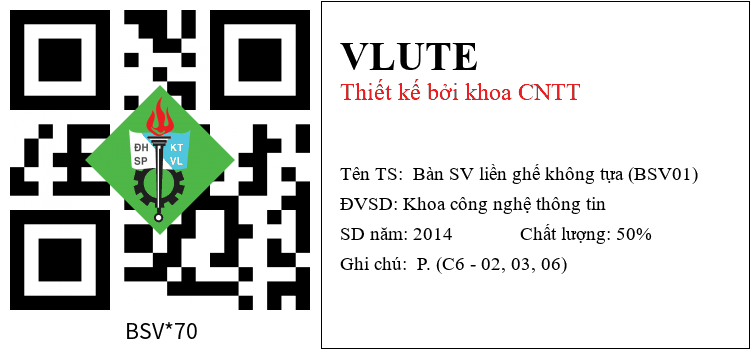 ĐH KT
SP VL
BSV*70
VLUTE
Thiết kế bởi khoa CNTT
Tên TS: Bàn SV liền ghế không tựa (BSV01)
ĐVSD: Khoa công nghệ thông tin
SD năm: 2014 Chất lượng: 50%
Ghi chú: P. (C6 - 02, 03, 06)